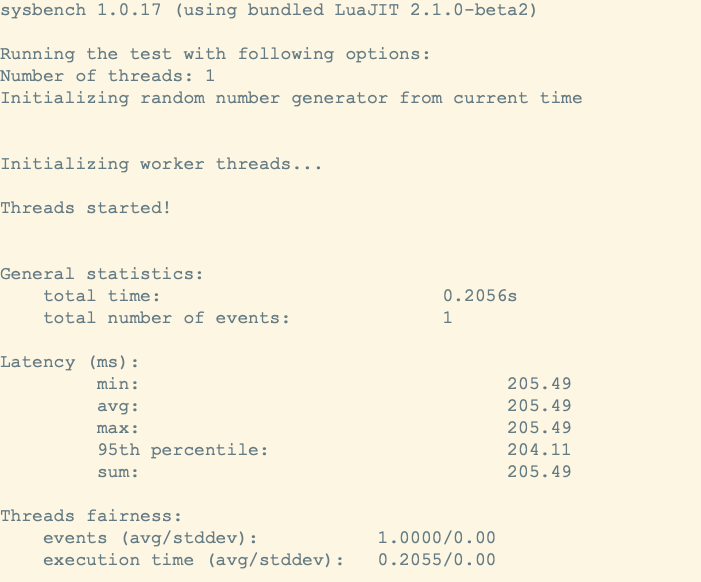 sysbench 1.0.17 (using bundled LuaJIT 2.1.0-beta2)
Running the test with following options:
Number of threads: 1
Initializing random number generator from current time
Initializing worker threads...
Threads started!
General statistics:
total time: 0.2056s
total number of events: 1
Latency (ms):
min: 205.49
avg: 205.49
max: 205.49
95th percentile: 204.11
sum: 205.49
Threads fairness:
events (avg/stddev): 1.0000/0.00
execution time (avg/stddev): 0.2055/0.00